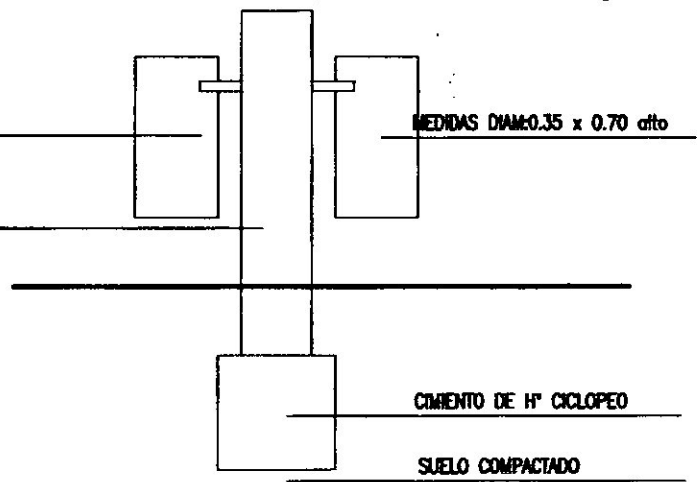 MEDIDAS DIAM:0.35 x 0.70 alto
CIMIENTO DE H° CICLOPEO
SUELO COMPACTADO